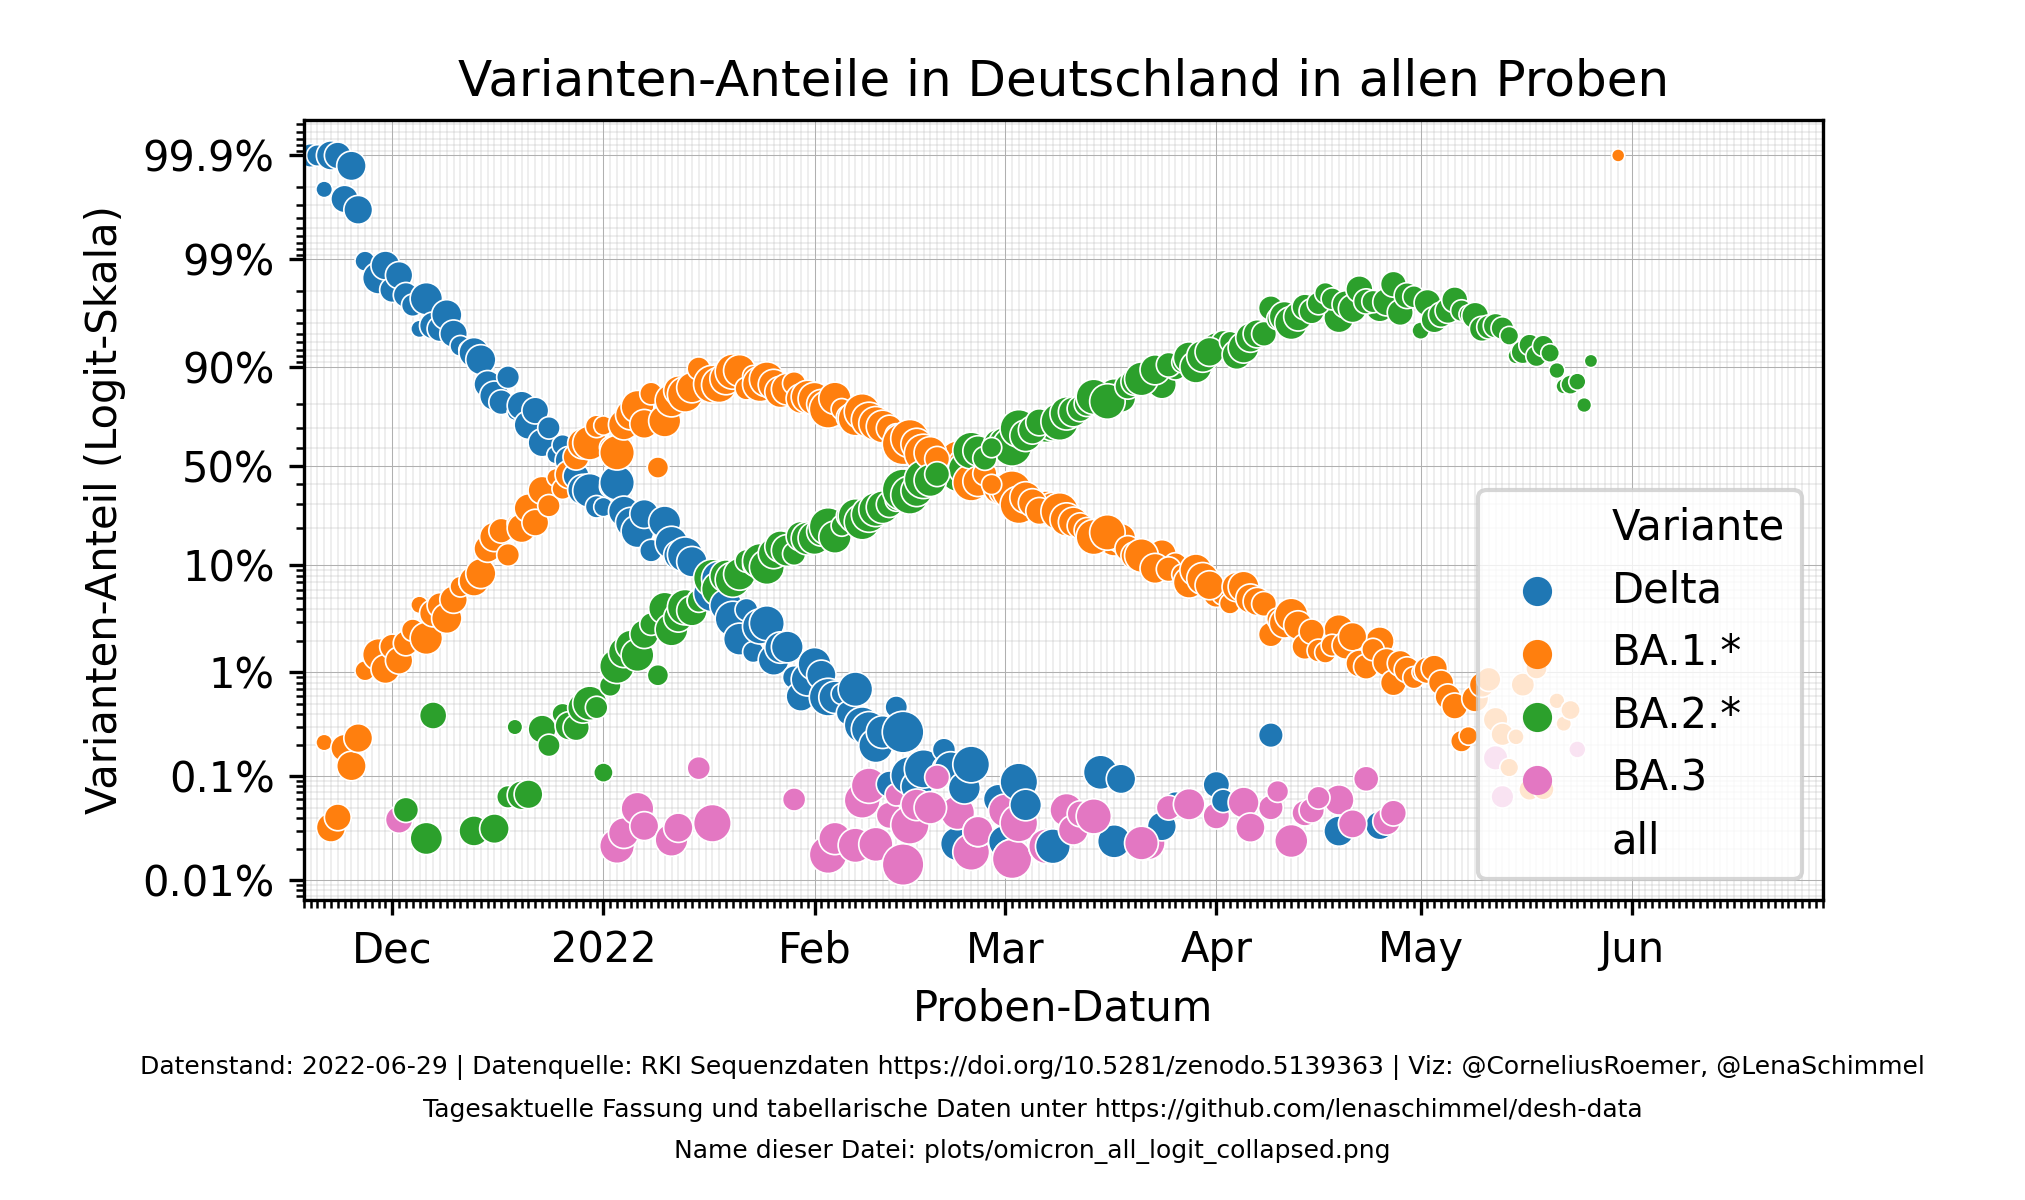 Varianten-Anteile in Deutschland in allen Proben
Varianten-Anteil (Logit-Skala)
99.9%
99%
90%
50%
10%
1%
0.1%
0.01%
Variante
Delta
BA.1.*
BA.2.*
BA.3
all
Dec 2022 Feb Mar Apr May Jun
Proben-Datum
Datenstand: 2022-06-29 | Datenquelle: RKI Sequenzdaten https://doi.org/10.5281/zenodo.5139363 | Viz: @CorneliusRoemer, @LenaSchimmel
Tagesaktuelle Fassung und tabellarische Daten unter https://github.com/lenaschimmel/desh-data
Name dieser Datei: plots/omicron_all_logit_collapsed.png